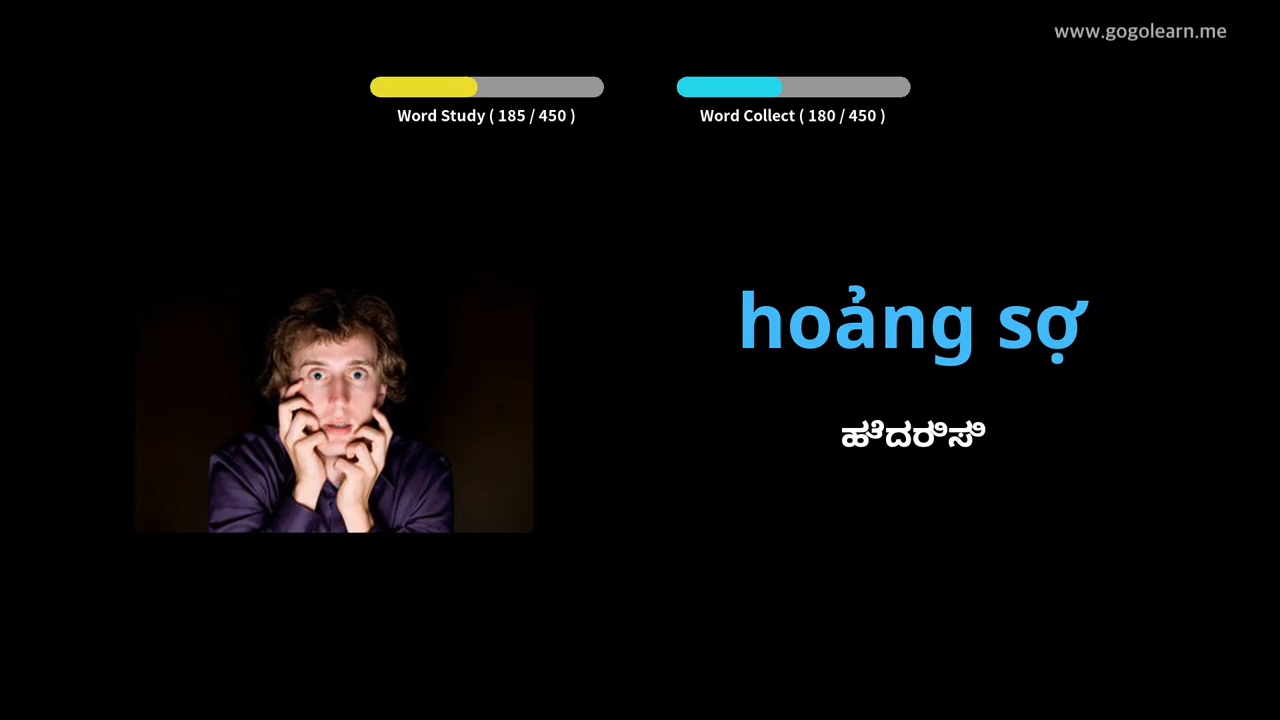 www.gogolearn.me
Word Study ( 185 / 450 )
Word Collect ( 180 / 450 )
hoảng sợ
ಹೆದರಿಸಿ